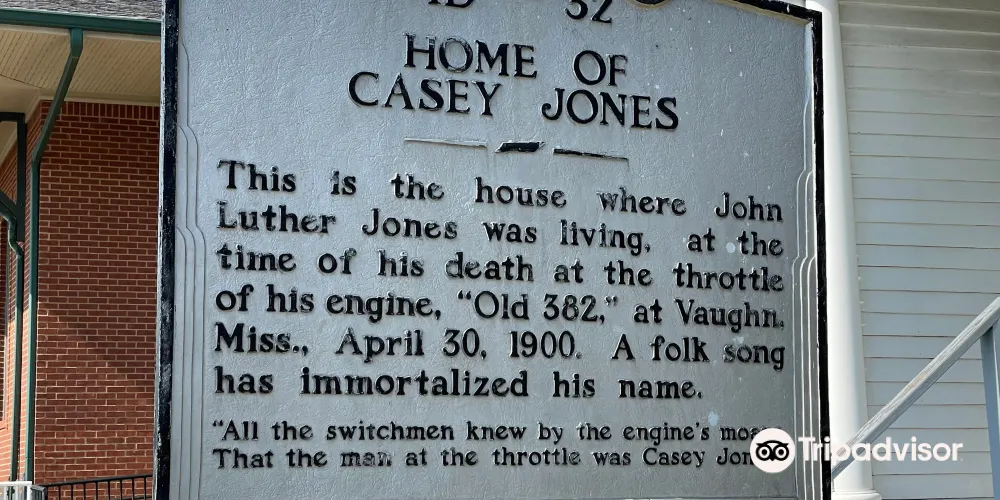 ID 32
HOME OF
CASEY JONES
This is the house where John
Luther Jones was living, at the
time of his death at the throttle
of his engine, "Old 382," at Vaughn,
Miss., April 30, 1900. A folk song
has immortalized his name.
"All the switchmen knew by the engine's
That the man at the throttle was Casey
Tripadvisor